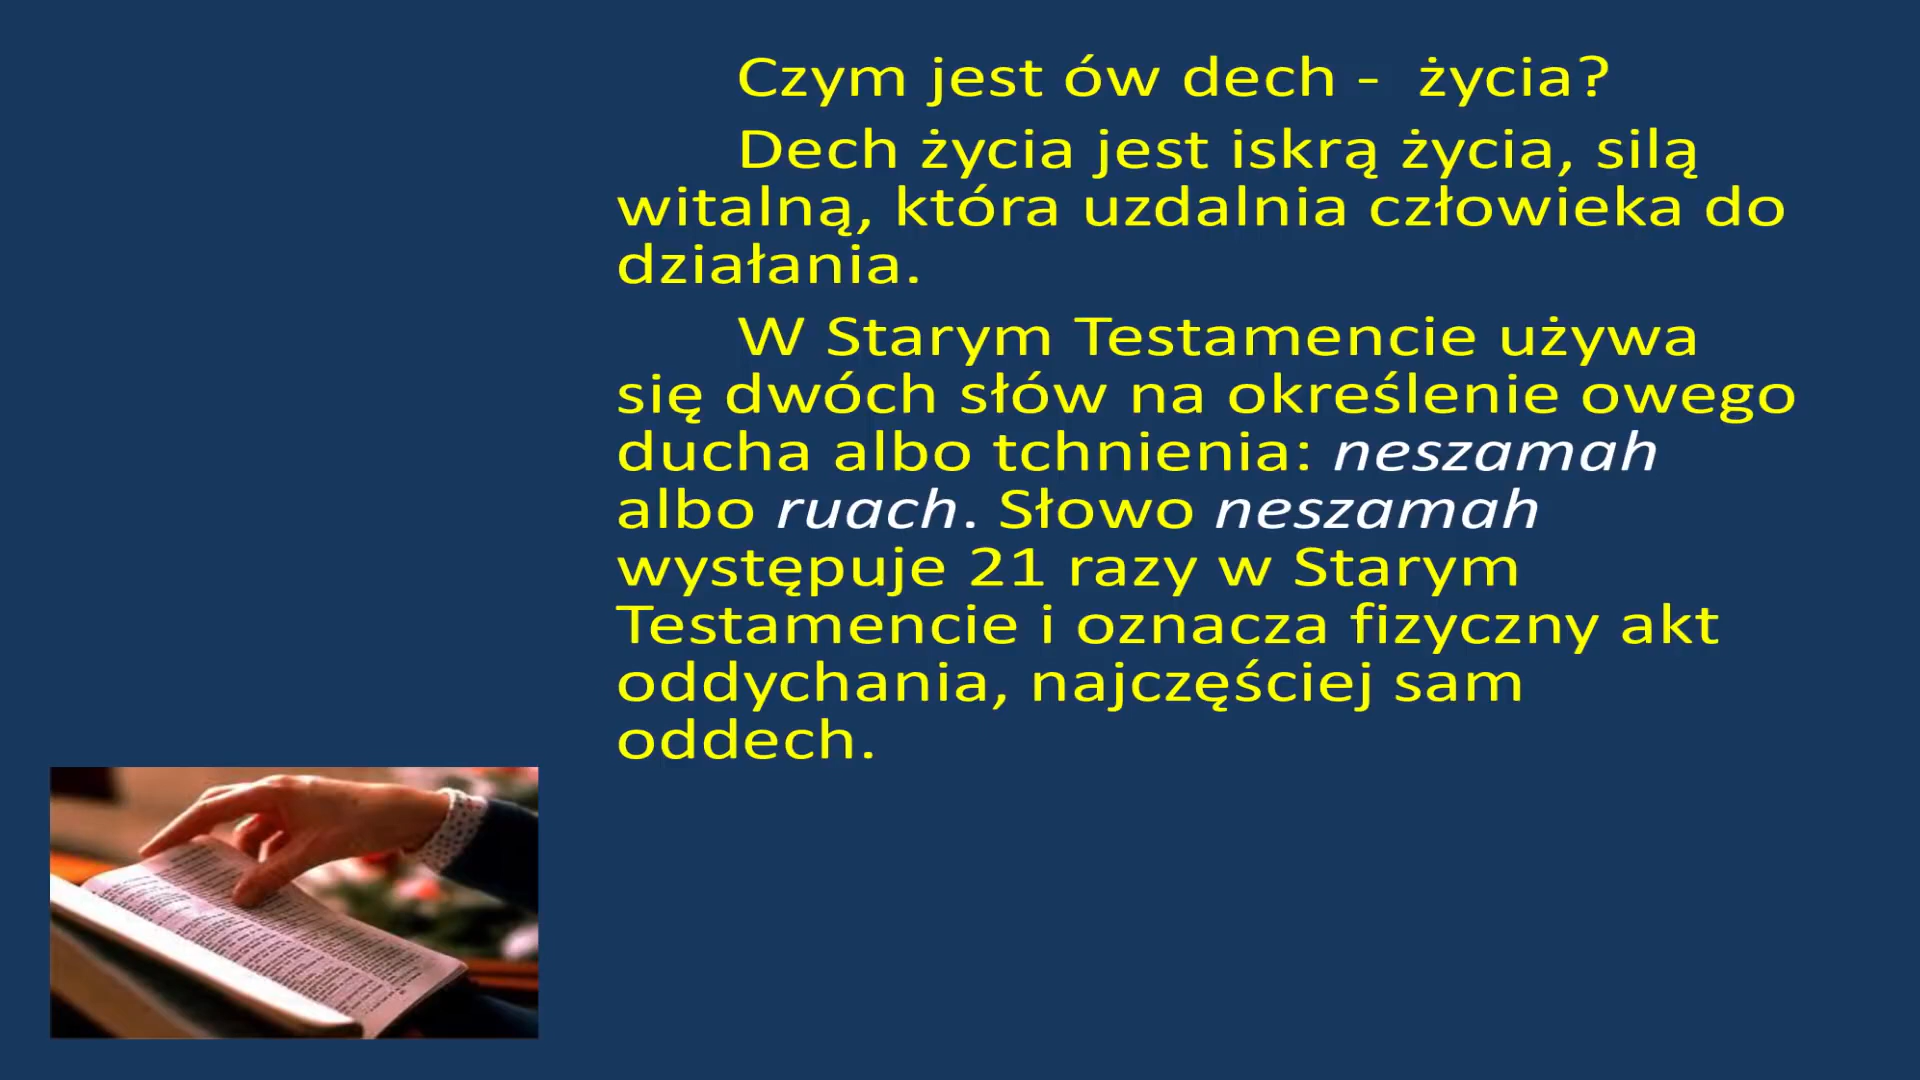 Czym jest ów dech -  życia?
Dech życia jest iskrą życia, silą
witalną, która uzdalnia człowieka do
działania.
W Starym Testamencie używa
się dwóch słów na określenie owego
ducha albo tchnienia: neszamah
albo ruach. Słowo neszamah
występuje 21 razy w Starym
Testamencie i oznacza fizyczny akt
oddychania, najczęściej sam
oddech.